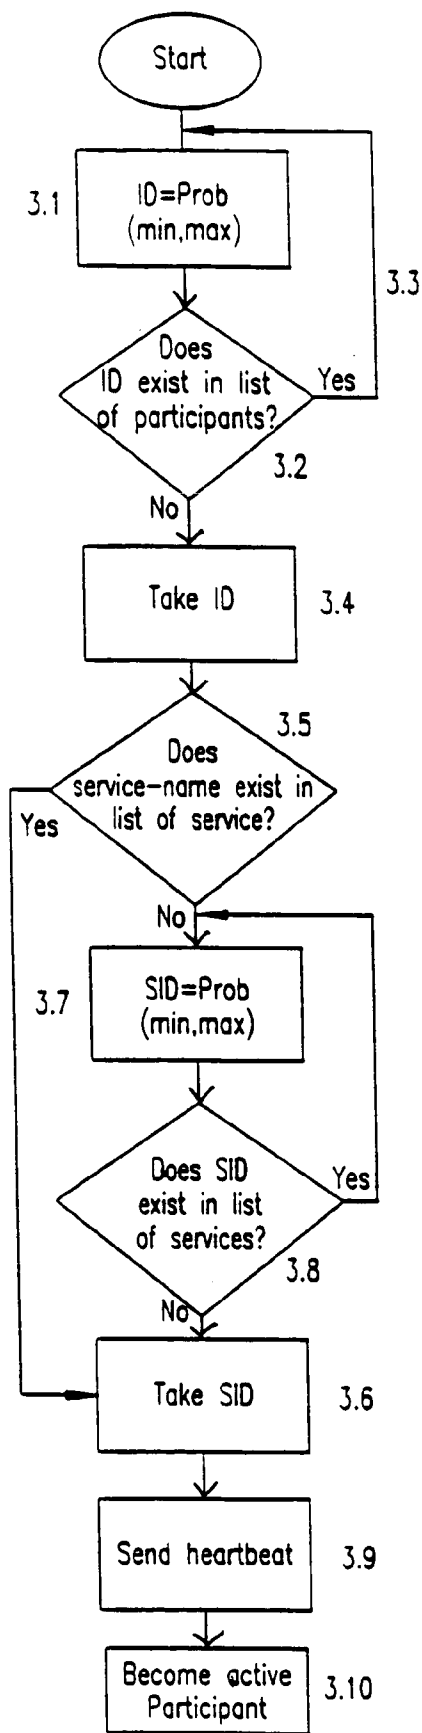 Start
3.1
ID=Prob
(min,max)
3.3
Does
ID exist in list
of participants?
Yes
3.2
No
Take ID
3.4
3.5
Does
service-name exist in
list of service?
Yes
No
3.7
SID=Prob
(min,max)
Does SID
exist in list
of services?
Yes
3.8
No
Take SID
3.6
Send heartbeat
3.9
Become active
Participant
3.10